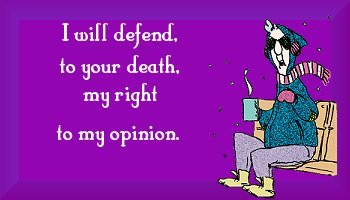 I will defend,
to your death,
my right
to my opinion.